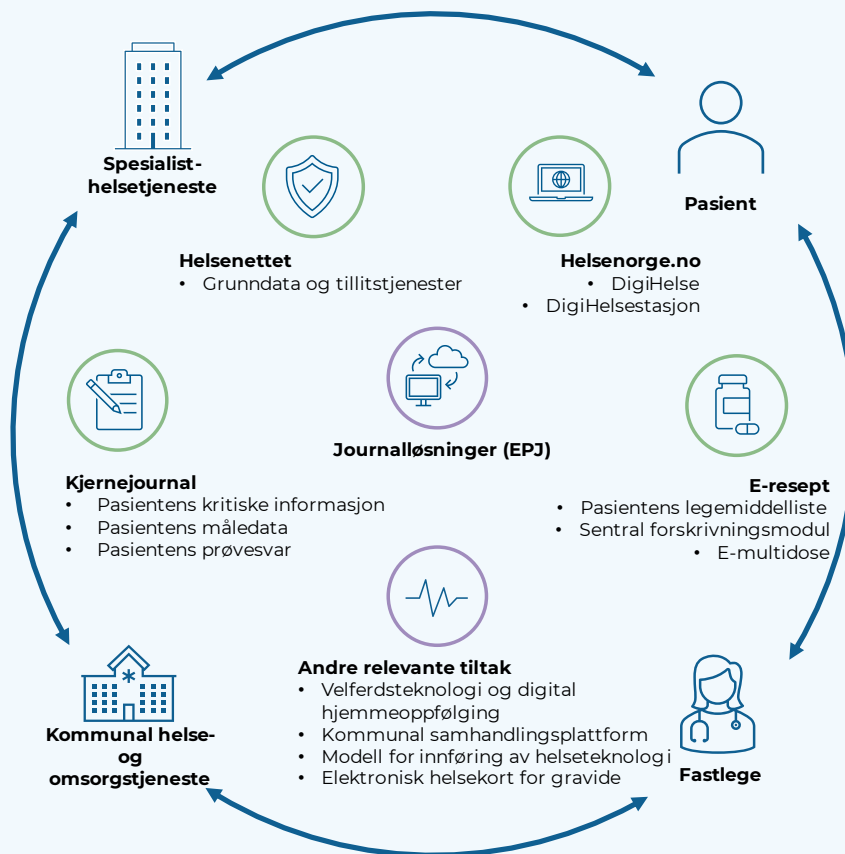 Spesialist-
helsetjeneste
Pasient
Helsenettet
• Grunndata og tillitstjenester
Helsenorge.no
• DigiHelse
• DigiHelsestasjon
Journalløsninger (EPJ)
Kjernejournal
• Pasientens kritiske informasjon
• Pasientens måledata
• Pasientens prøvesvar
E-resept
• Pasientens legemiddelliste
• Sentral forskrivningsmodul
• E-multidose
Andre relevante tiltak
• Velferdsteknologi og digital
hjemmeoppfølging
• Kommunal samhandlingsplattform
• Modell for innføring av helseteknologi
• Elektronisk helsekort for gravide
Kommunal helse-
og
omsorgstjeneste
Fastlege